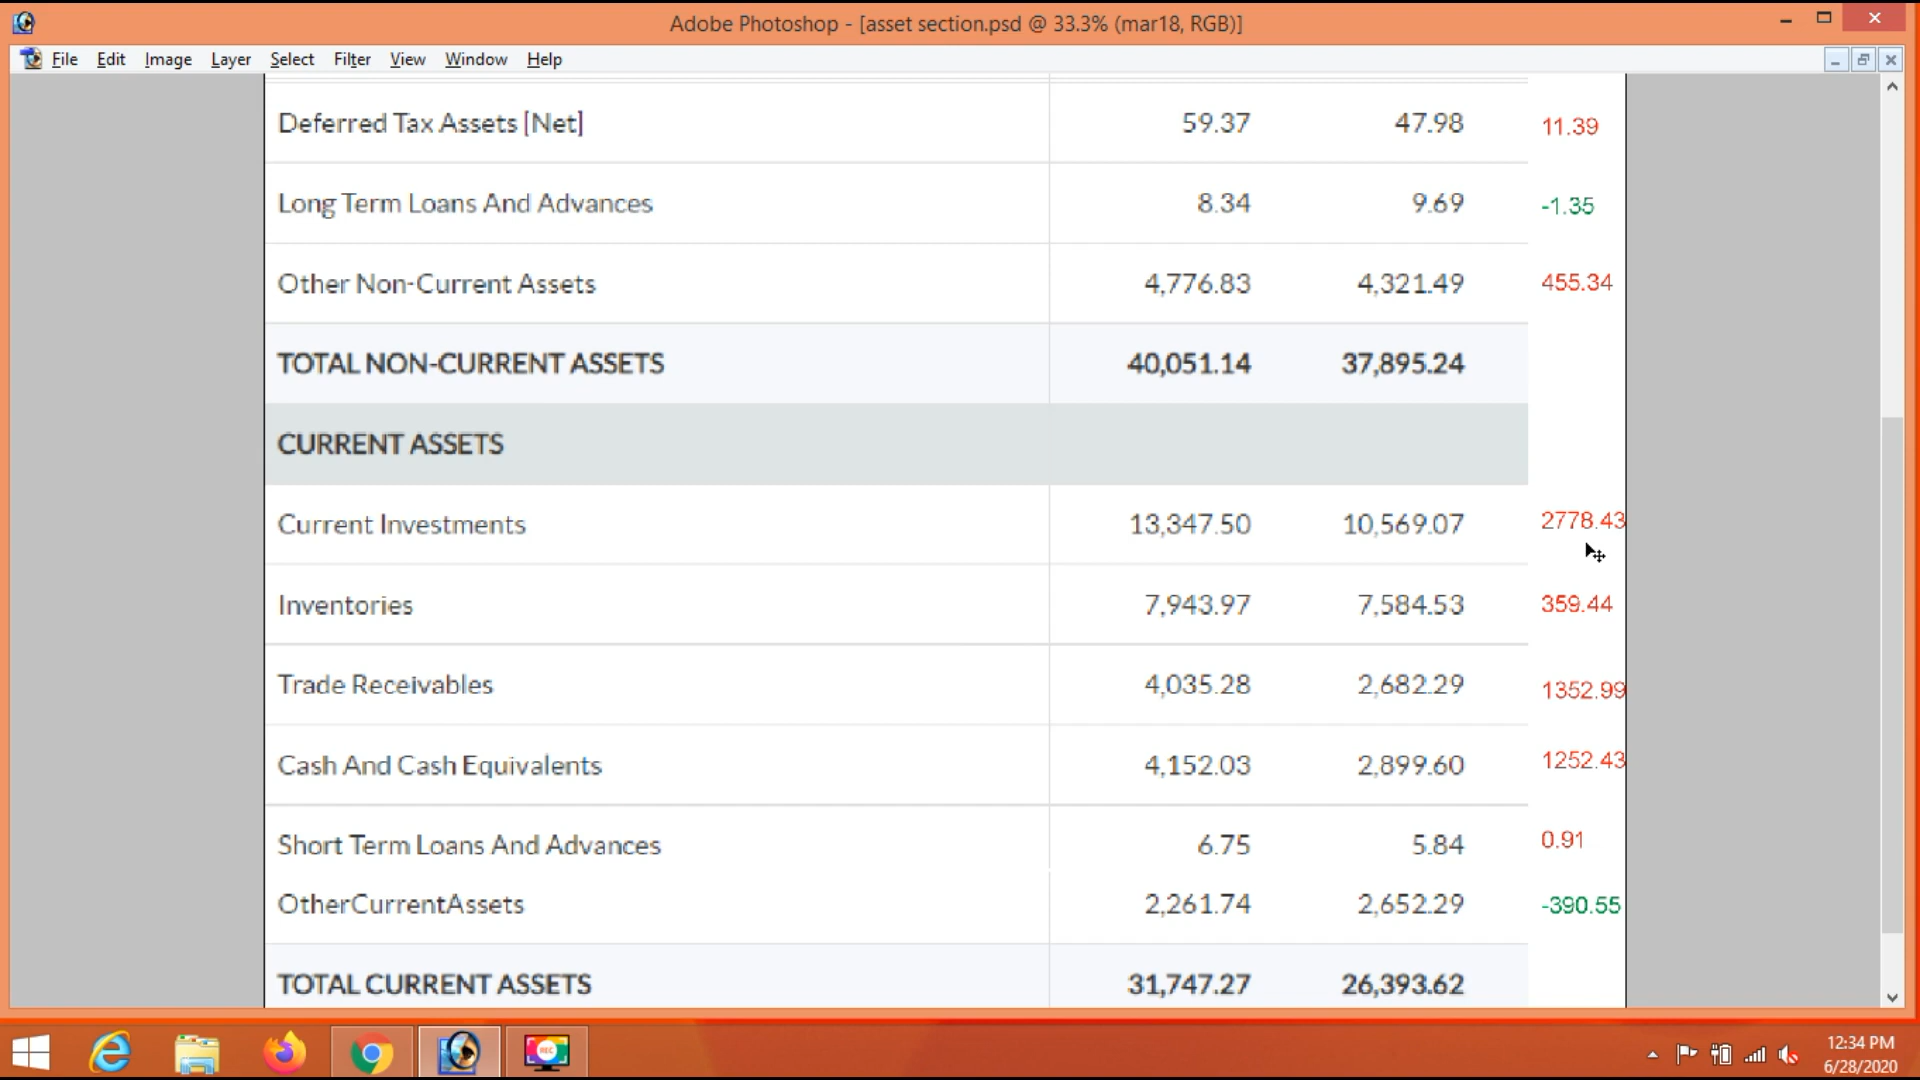 Adobe Photoshop - [asset section.psd @ 33.3% (mar18, RGB)]
File Edit Image Layer Select Filter View Window Help
Deferred Tax Assets [Net] 59.37 47.98 11.39
Long Term Loans And Advances 8.34 9.69 -1.35
Other Non-Current Assets 4,776.83 4,321.49 455.34
TOTAL NON-CURRENT ASSETS 40,051.14 37,895.24
CURRENT ASSETS
Current Investments 13,347.50 10,569.07 2778.43
Inventories 7,943.97 7,584.53 359.44
Trade Receivables 4,035.28 2,682.29 1352.99
Cash And Cash Equivalents 4,152.03 2,899.60 1252.43
Short Term Loans And Advances 6.75 5.84 0.91
OtherCurrentAssets 2,261.74 2,652.29 -390.55
TOTAL CURRENT ASSETS 31,747.27 26,393.62
REC
12:34 PM
6/28/2020